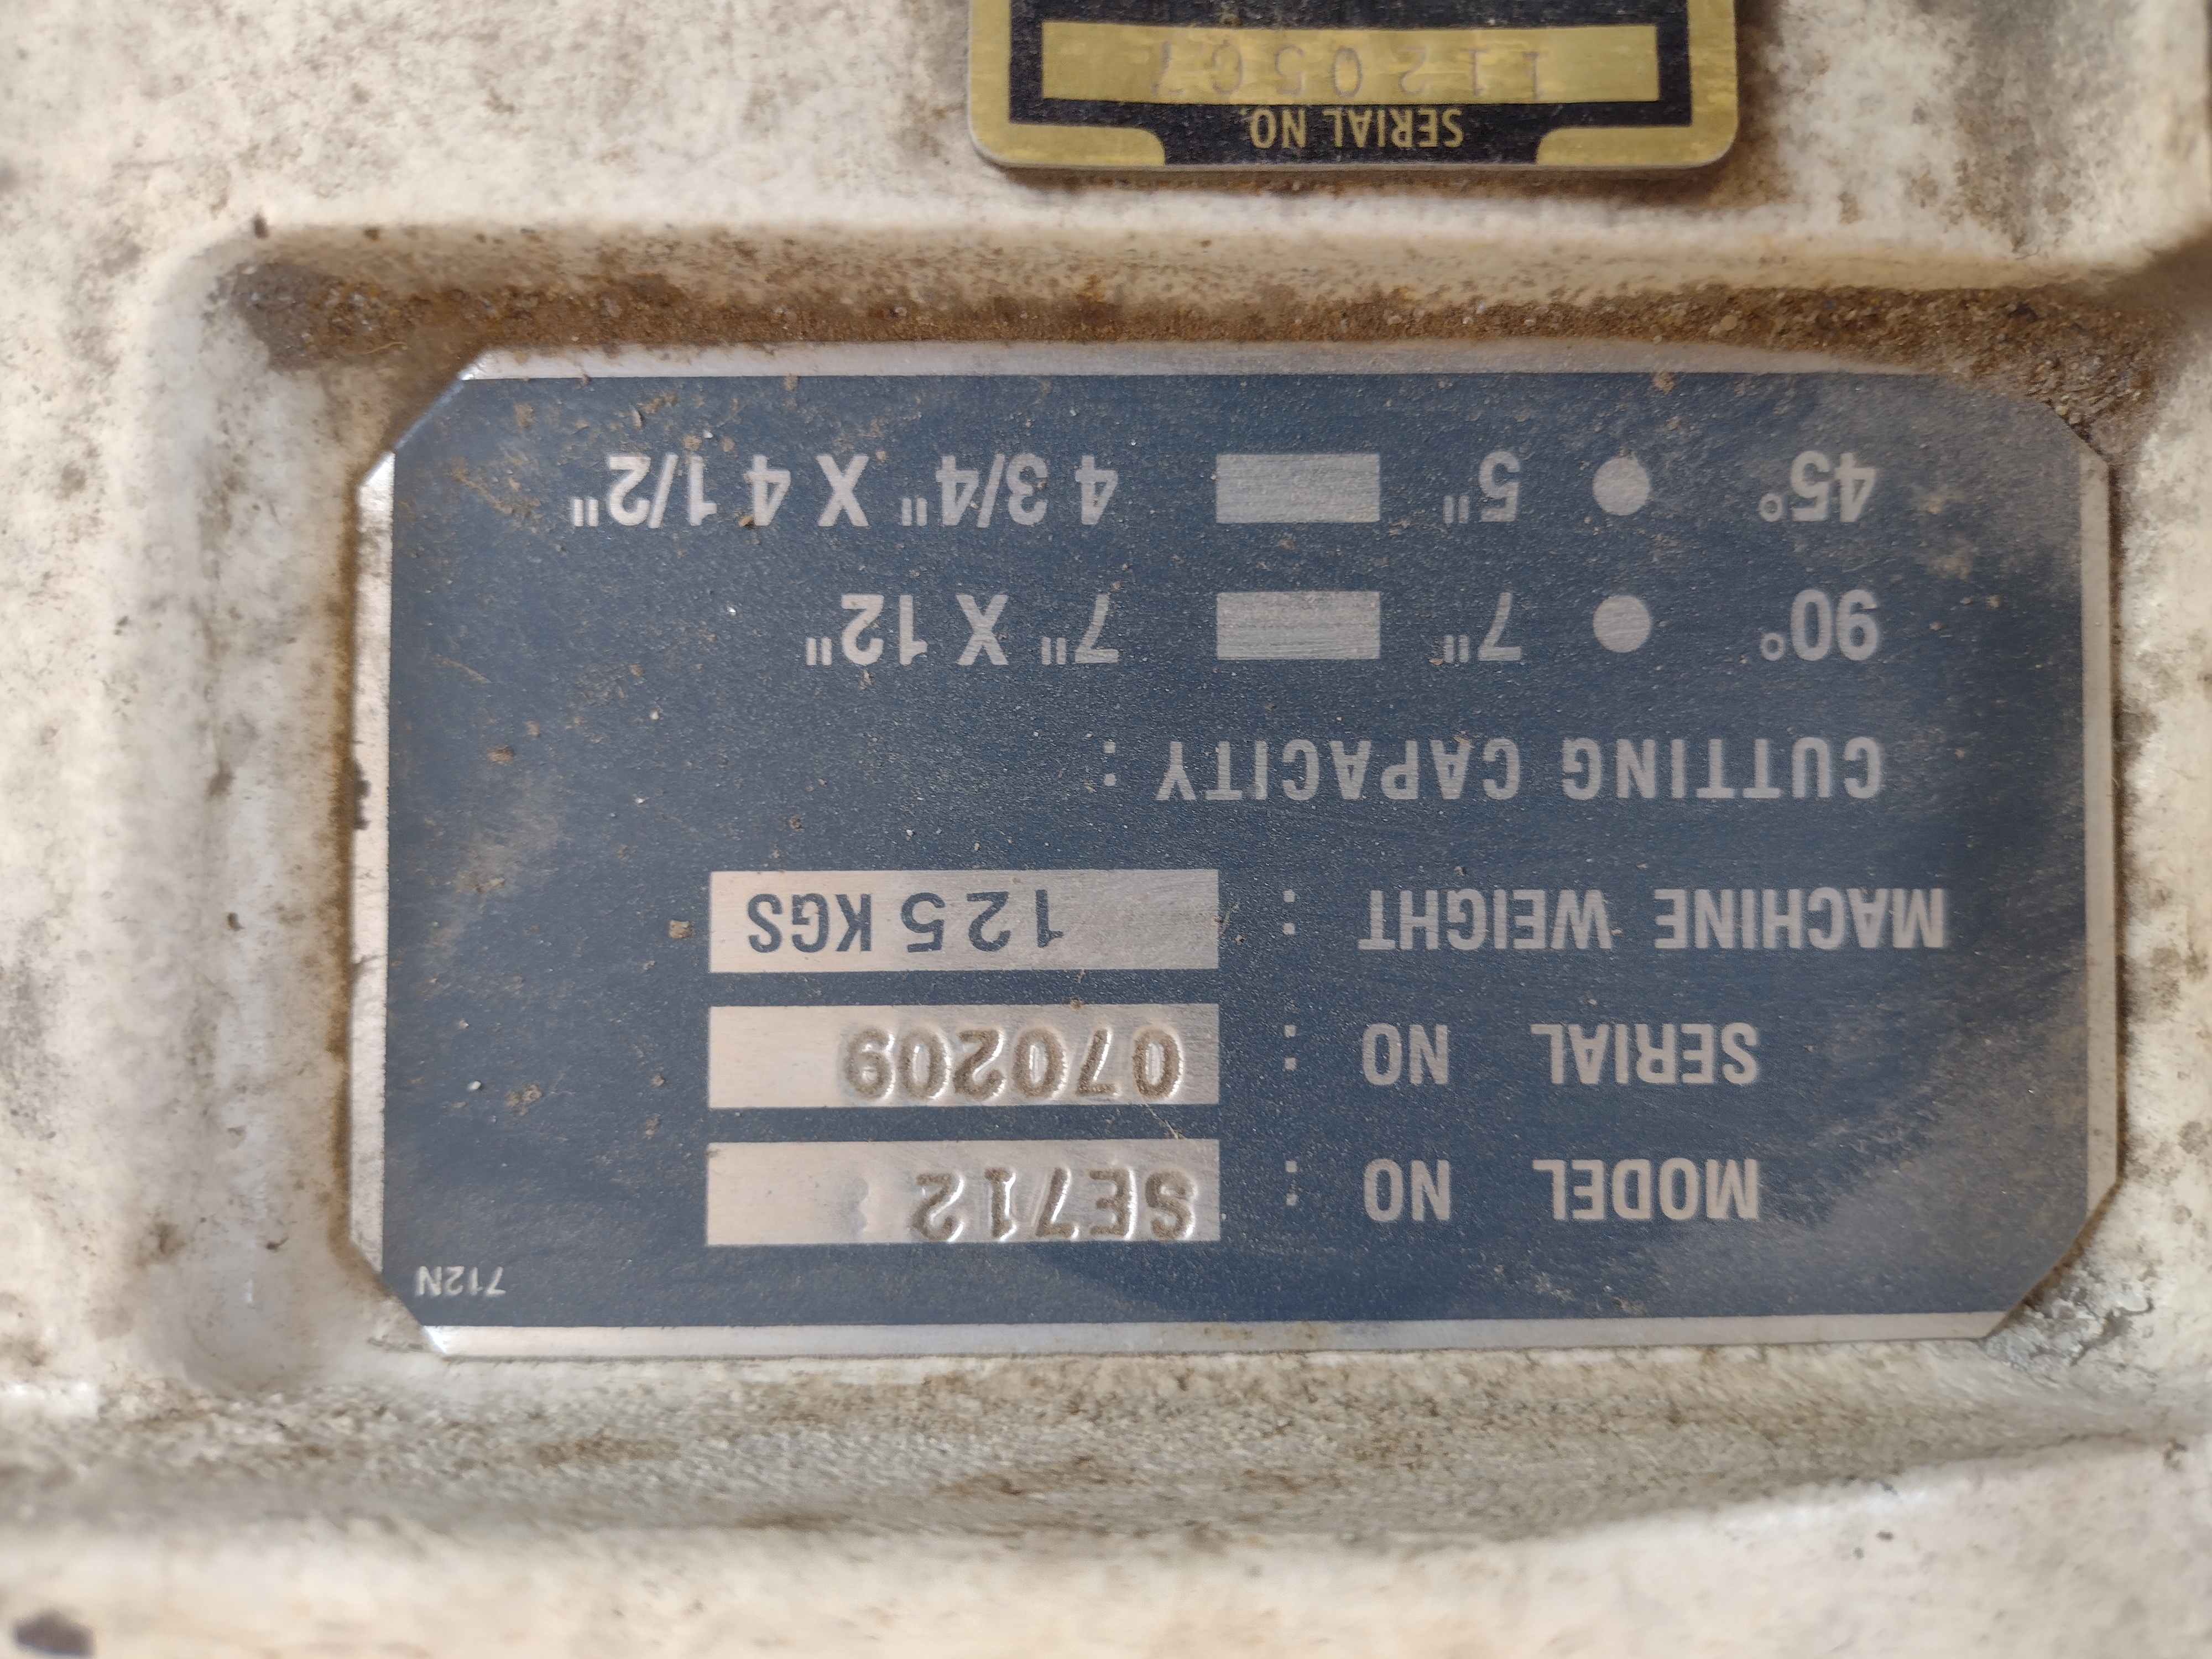 712N
MODEL NO : SE712
SERIAL NO : 070209
MACHINE WEIGHT : 125 KGS
CUTTING CAPACITY :
90° 7" 7" X 12"
45° 5" 4 3/4" X 4 1/2"
SERIAL NO.